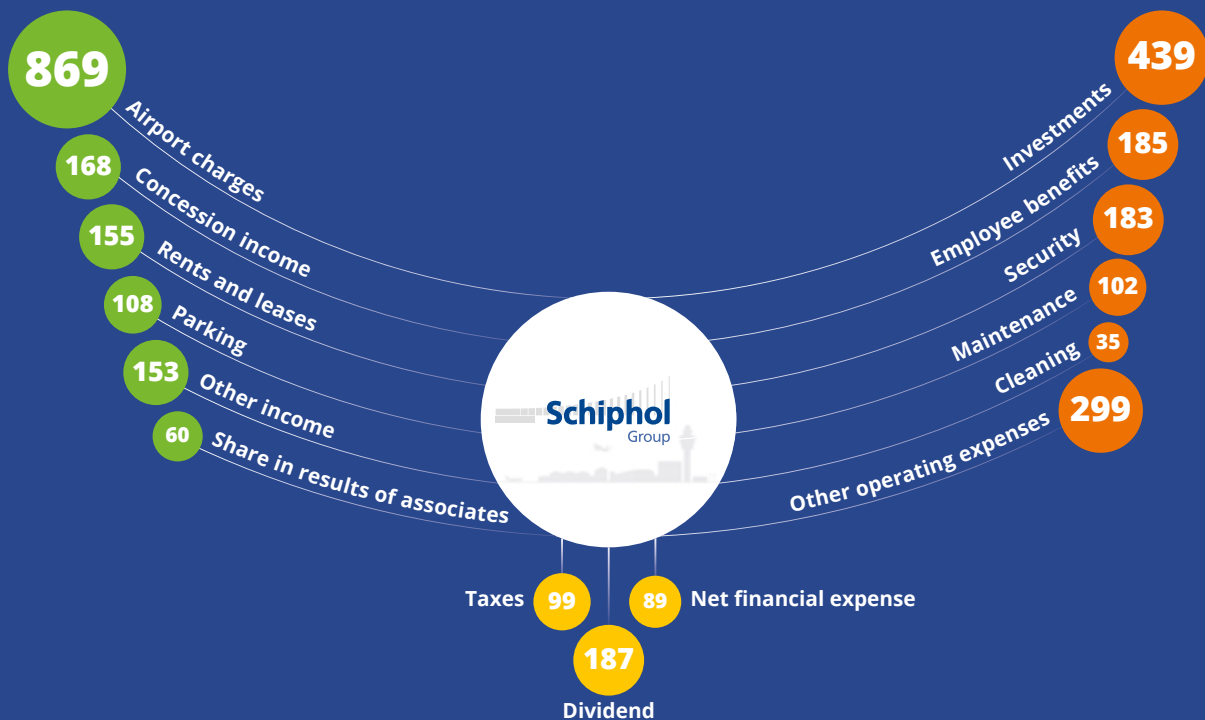 869
Airport charges
168
Concession income
155
Rents and leases
108
Parking
153
Other income
60
Share in results of associates
Schiphol
Group
439
Investments
185
Employee benefits
183
Security
102
Maintenance
35
Cleaning
299
Other operating expenses
Taxes
99
89
Net financial expense
187
Dividend